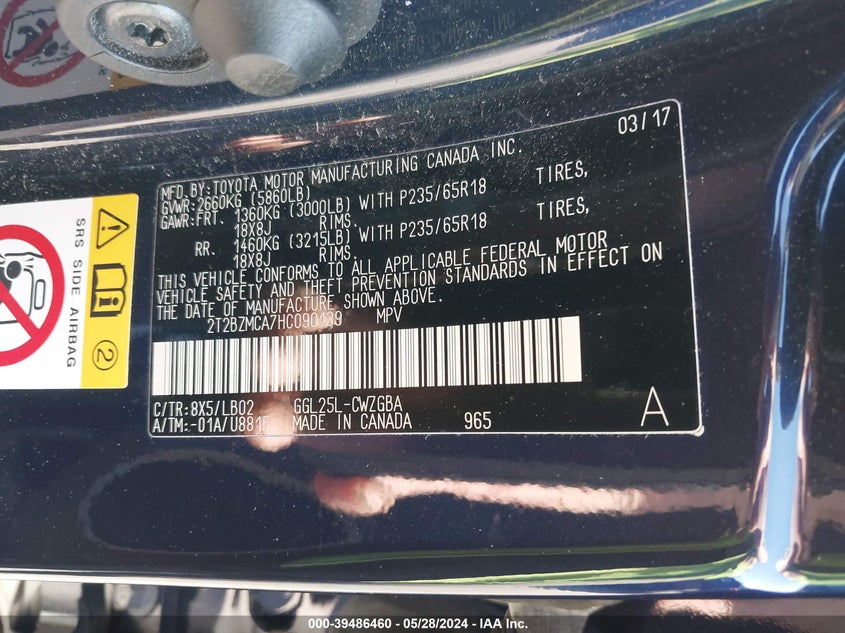 03/17
MFD.BY:TOYOTA MOTOR MANUFACTURING CANADA INC.
GVWR:2660KG (5860LB)
GAWR:FRT. 1360KG (3000LB) WITH P235/65R18 TIRES,
18X8J RIMS.
RR. 1460KG (3215LB) WITH P235/65R18 TIRES,
18X8J RIMS.
THIS VEHICLE CONFORMS TO ALL APPLICABLE FEDERAL MOTOR
VEHICLE SAFETY AND THEFT PREVENTION STANDARDS IN EFFECT ON
THE DATE OF MANUFACTURE SHOWN ABOVE.
2T2BZMCA7HC090139 MPV
C/TR:8X5/LB02 GGL25L-CWZGBA
A/TM:-01A/U881F MADE IN CANADA 965
A
SRS SIDE AIRBAG
2
000-39486460 - 05/28/2024 - IAA Inc.